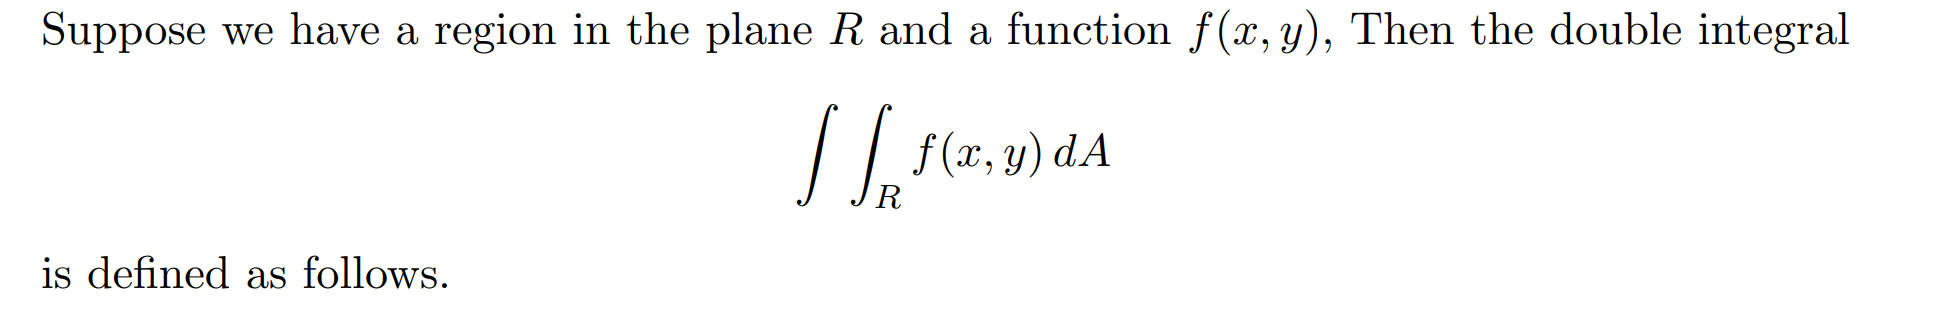 Suppose we have a region in the plane R and a function f(x, y), Then the double integral
∫ ∫_R f(x, y) dA
is defined as follows.